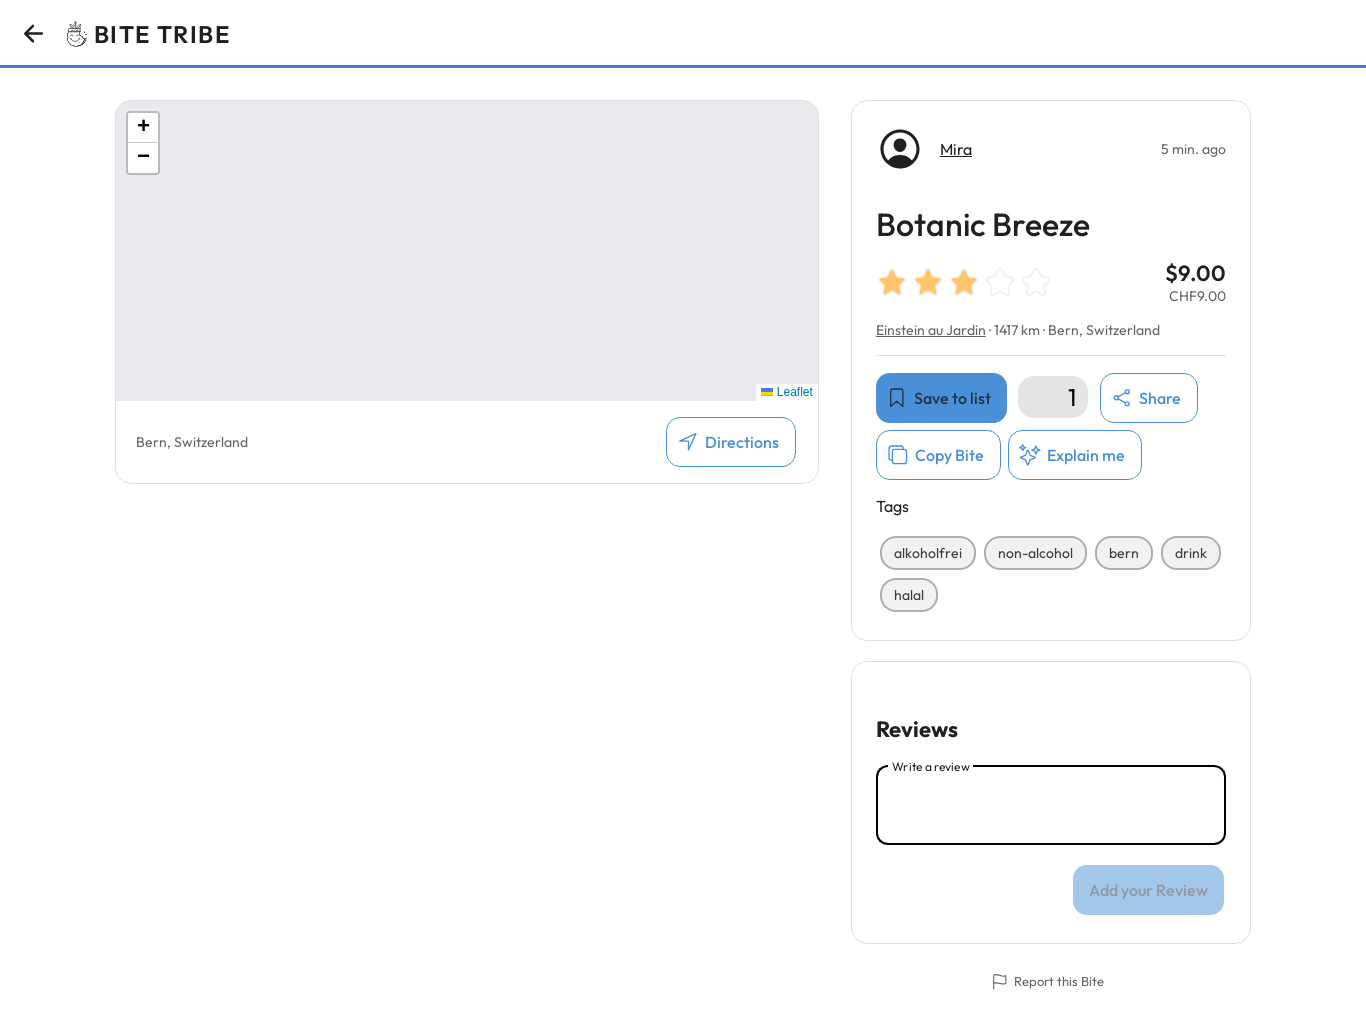 BITE TRIBE
+
−
Leaflet
Bern, Switzerland
Directions
Mira
5 min. ago
Botanic Breeze
$9.00
CHF9.00
Einstein au Jardin · 1417 km · Bern, Switzerland
Save to list
1
Share
Copy Bite
Explain me
Tags
alkoholfrei
non-alcohol
bern
drink
halal
Reviews
Write a review
Add your Review
Report this Bite